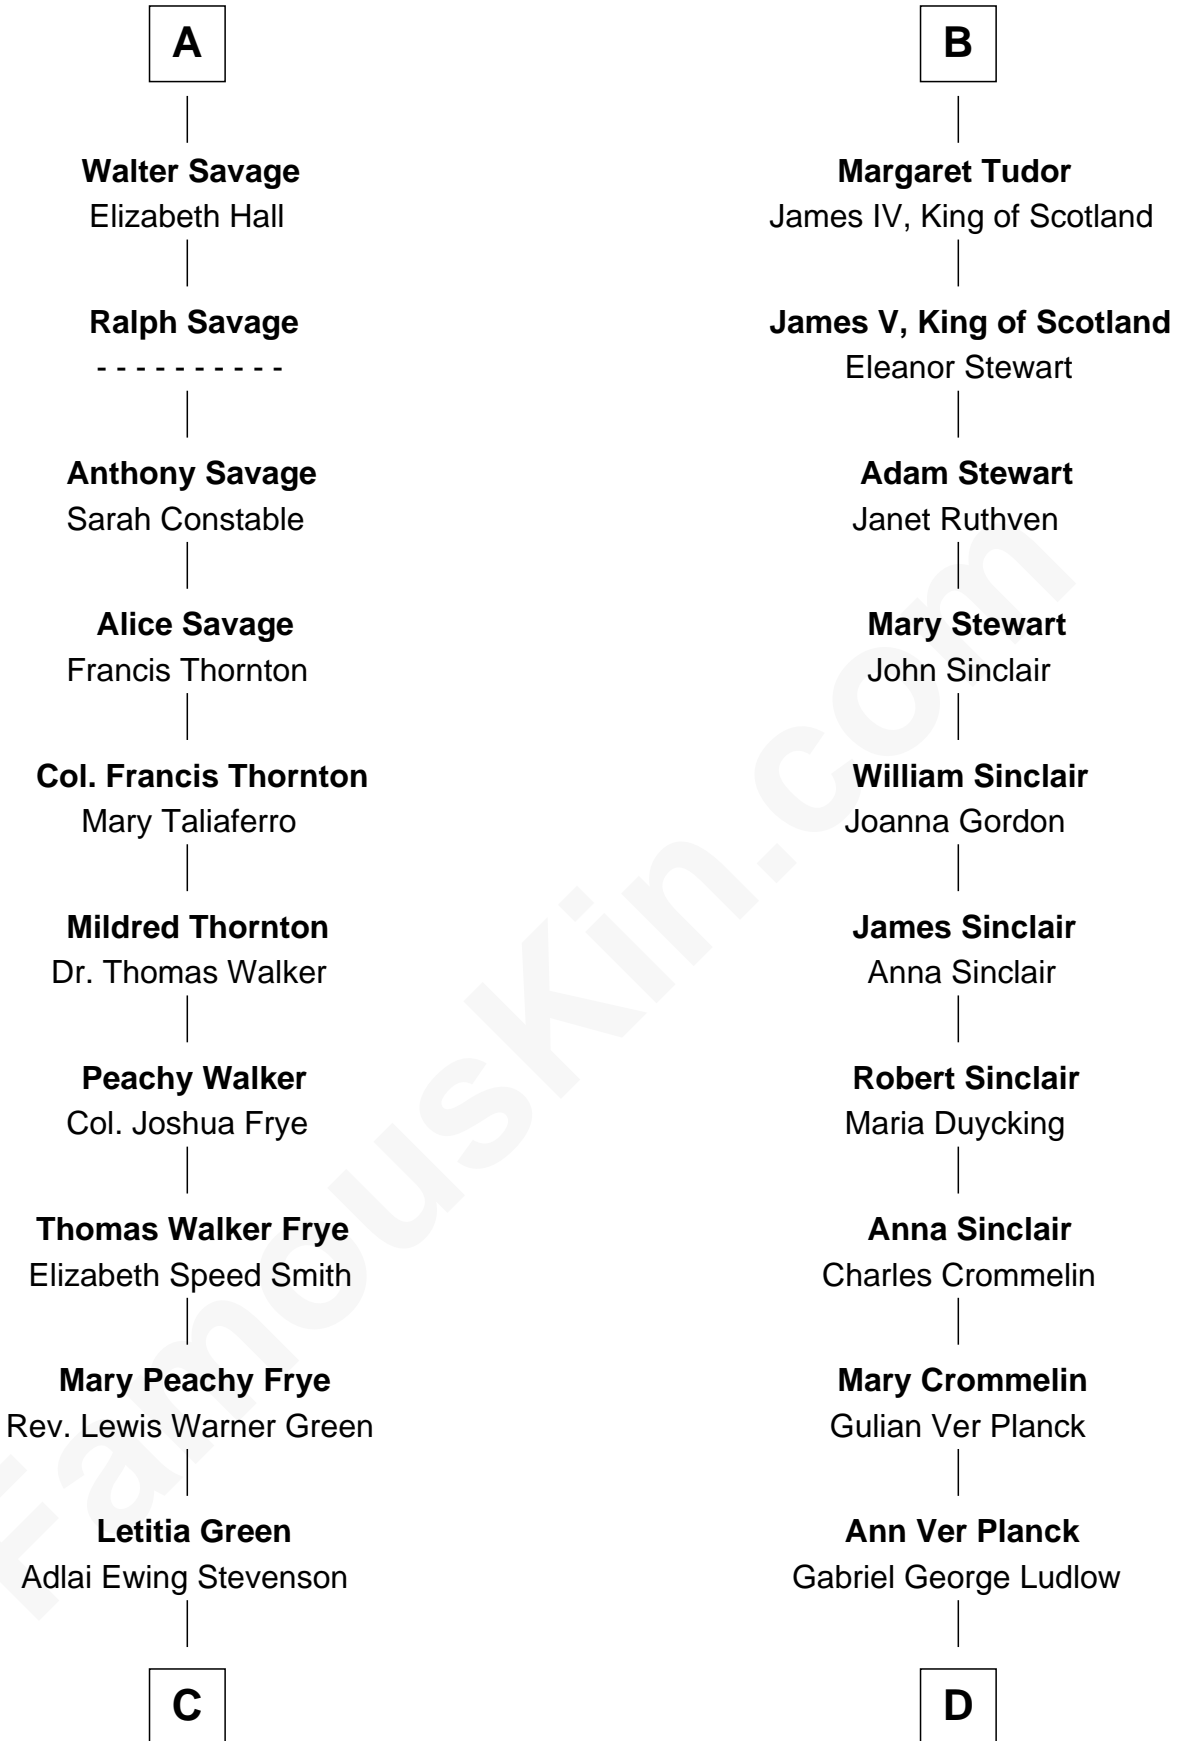 A
Walter Savage
Elizabeth Hall
Ralph Savage
- - - - - - - - - -
Anthony Savage
Sarah Constable
Alice Savage
Francis Thornton
Col. Francis Thornton
Mary Taliaferro
Mildred Thornton
Dr. Thomas Walker
Peachy Walker
Col. Joshua Frye
Thomas Walker Frye
Elizabeth Speed Smith
Mary Peachy Frye
Rev. Lewis Warner Green
Letitia Green
Adlai Ewing Stevenson
C
B
Margaret Tudor
James IV, King of Scotland
James V, King of Scotland
Eleanor Stewart
Adam Stewart
Janet Ruthven
Mary Stewart
John Sinclair
William Sinclair
Joanna Gordon
James Sinclair
Anna Sinclair
Robert Sinclair
Maria Duycking
Anna Sinclair
Charles Crommelin
Mary Crommelin
Gulian Ver Planck
Ann Ver Planck
Gabriel George Ludlow
D
FamousKin.com